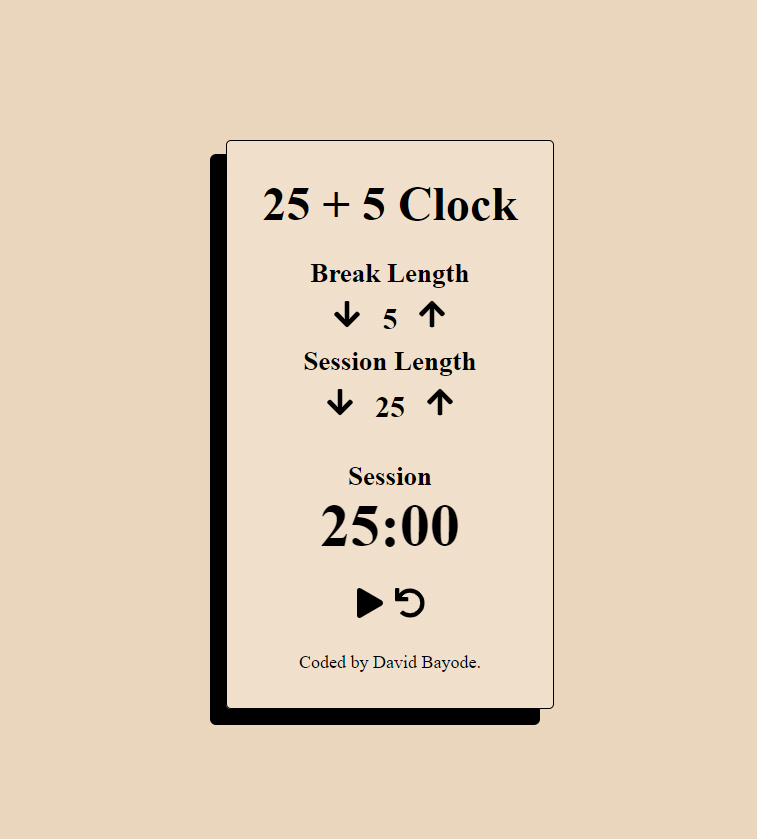 25 + 5 Clock
Break Length
5
Session Length
25
Session
25:00
Coded by David Bayode.